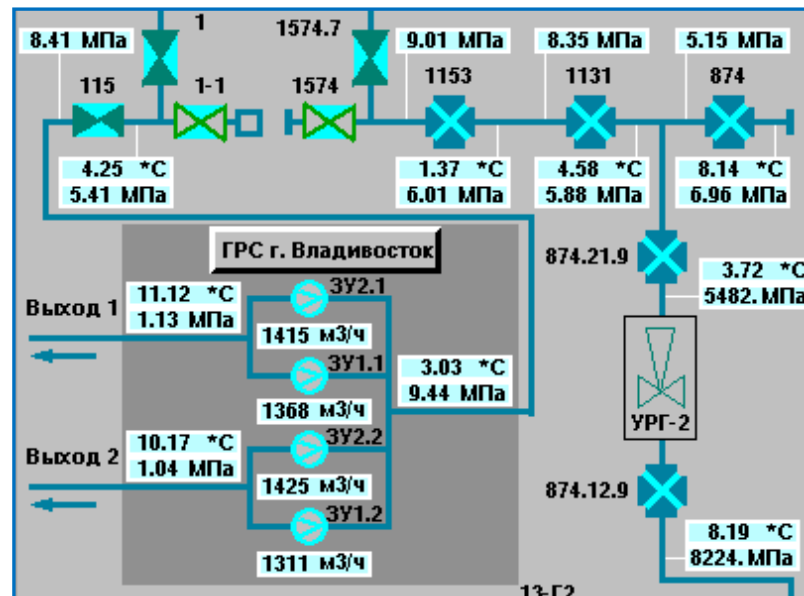 1
1574.7
8.41 МПа
9.01 МПа
8.35 МПа
5.15 МПа
115
1-1
1574
1153
1131
874
4.25 *C
5.41 МПа
1.37 *C
6.01 МПа
4.58 *C
5.88 МПа
8.14 *C
6.96 МПа
ГРС г. Владивосток
874.21.9
3.72 *C
5482. МПа
Выход 1
11.12 *C
1.13 МПа
ЗУ2.1
1415 м3/ч
ЗУ1.1
1368 м3/ч
3.03 *C
9.44 МПа
УРГ-2
Выход 2
10.17 *C
1.04 МПа
ЗУ2.2
1425 м3/ч
ЗУ1.2
1311 м3/ч
874.12.9
8.19 *C
8224. МПа
13-Г2